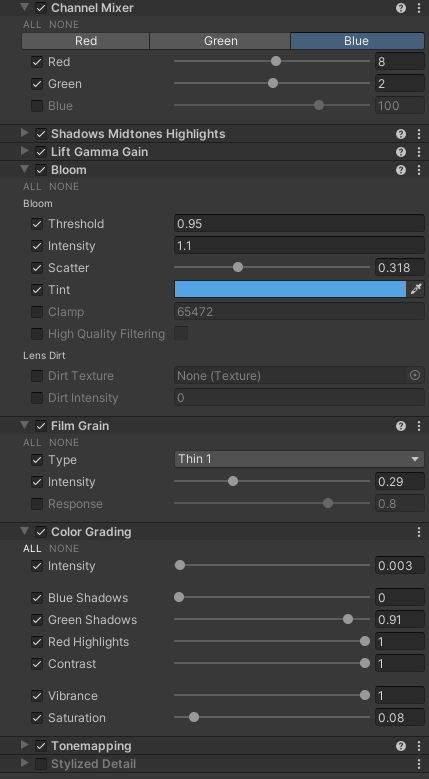 Channel Mixer
ALL NONE
Red Green Blue
Red 8
Green 2
Blue 100
Shadows Midtones Highlights
Lift Gamma Gain
Bloom
ALL NONE
Bloom
Threshold 0.95
Intensity 1.1
Scatter 0.318
Tint
Clamp 65472
High Quality Filtering
Lens Dirt
Dirt Texture None (Texture)
Dirt Intensity 0
Film Grain
ALL NONE
Type Thin 1
Intensity 0.29
Response 0.8
Color Grading
ALL NONE
Intensity 0.003
Blue Shadows 0
Green Shadows 0.91
Red Highlights 1
Contrast 1
Vibrance 1
Saturation 0.08
Tonemapping
Stylized Detail